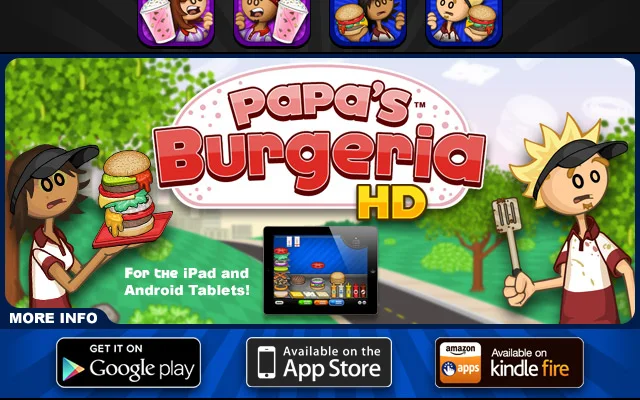 PAPA'S™
Burgeria
HD
For the iPad and
Android Tablets!
MORE INFO
GET IT ON
Google play
Available on the
App Store
amazon
apps
Available on
kindle fire